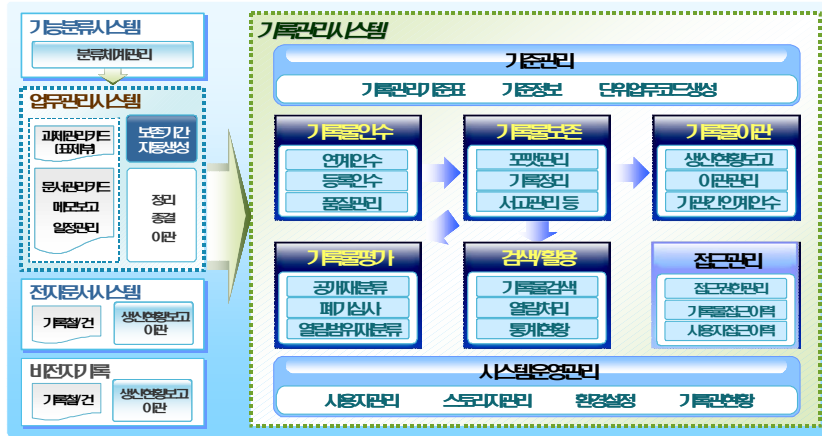 기능분류시스템
분류체계관리
업무관리시스템
과제관리카드
(표제부)
보존기간
자동생성
문서관리카드
메모보고
일정관리
정리
종결
이관
전자문서시스템
기록철/건
생산현황보고
이관
비전자기록
기록철/건
생산현황보고
이관
기록관리시스템
기준관리
기록관리기준표 기준정보 단위업무코드생성
기록물인수
연계인수
등록인수
품질관리
기록물보존
포맷관리
기록정리
서고관리 등
기록물이관
생산현황보고
이관관리
기관간인계인수
기록물평가
공개재분류
폐기심사
열람범위재분류
검색/활용
기록물검색
열람처리
통계현황
접근관리
접근권한관리
기록물접근이력
사용자접근이력
시스템운영관리
사용자관리 스토리지관리 환경설정 기록관현황